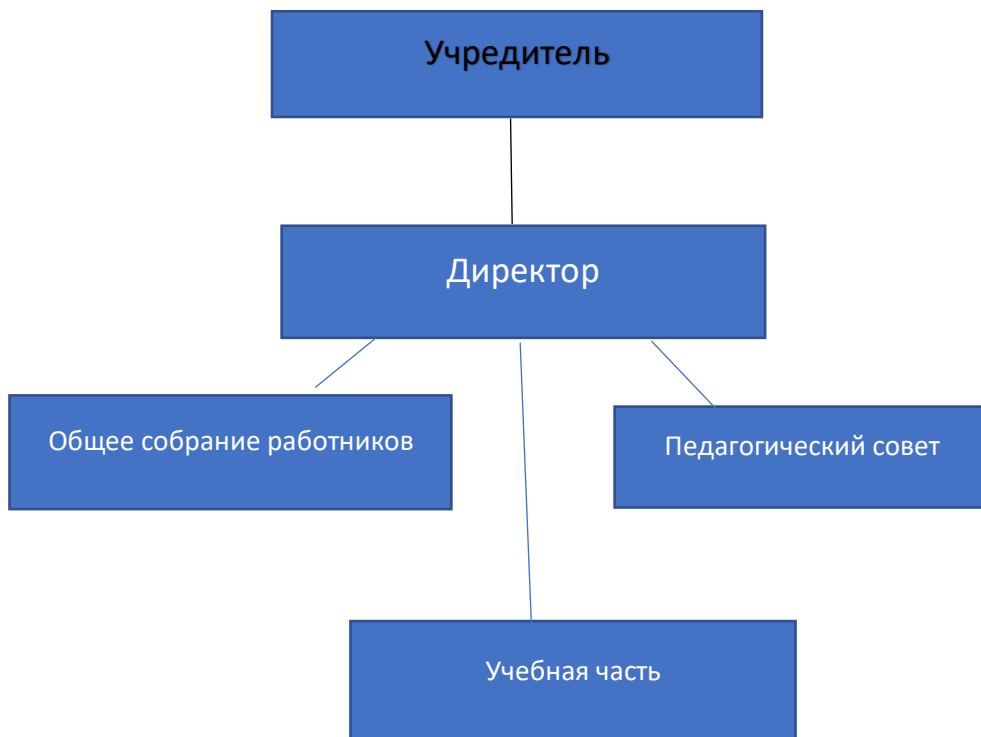 Учредитель
Директор
Общее собрание работников
Педагогический совет
Учебная часть